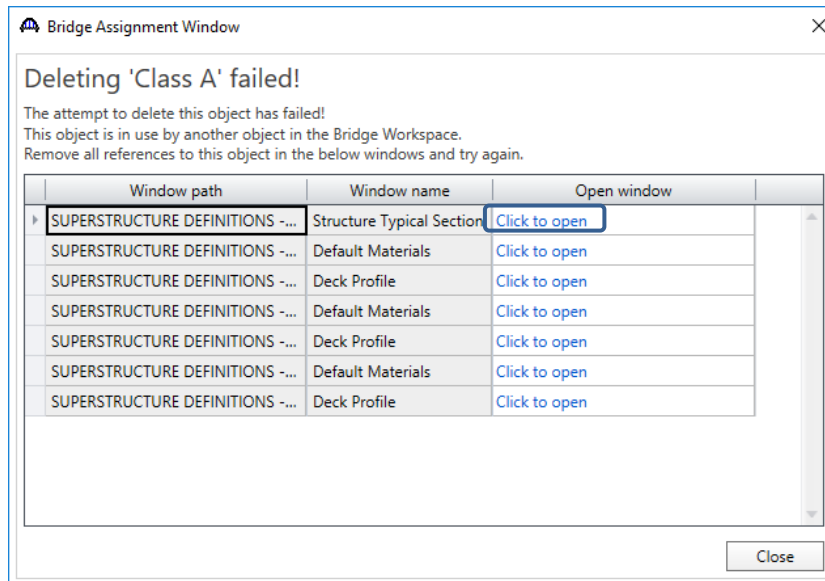 Bridge Assignment Window
Deleting 'Class A' failed!
The attempt to delete this object has failed!
This object is in use by another object in the Bridge Workspace.
Remove all references to this object in the below windows and try again.
Window path Window name Open window
SUPERSTRUCTURE DEFINITIONS -... Structure Typical Section Click to open
SUPERSTRUCTURE DEFINITIONS -... Default Materials Click to open
SUPERSTRUCTURE DEFINITIONS -... Deck Profile Click to open
SUPERSTRUCTURE DEFINITIONS -... Default Materials Click to open
SUPERSTRUCTURE DEFINITIONS -... Deck Profile Click to open
SUPERSTRUCTURE DEFINITIONS -... Default Materials Click to open
SUPERSTRUCTURE DEFINITIONS -... Deck Profile Click to open
Close